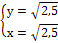 y = √2,5
x = √2,5